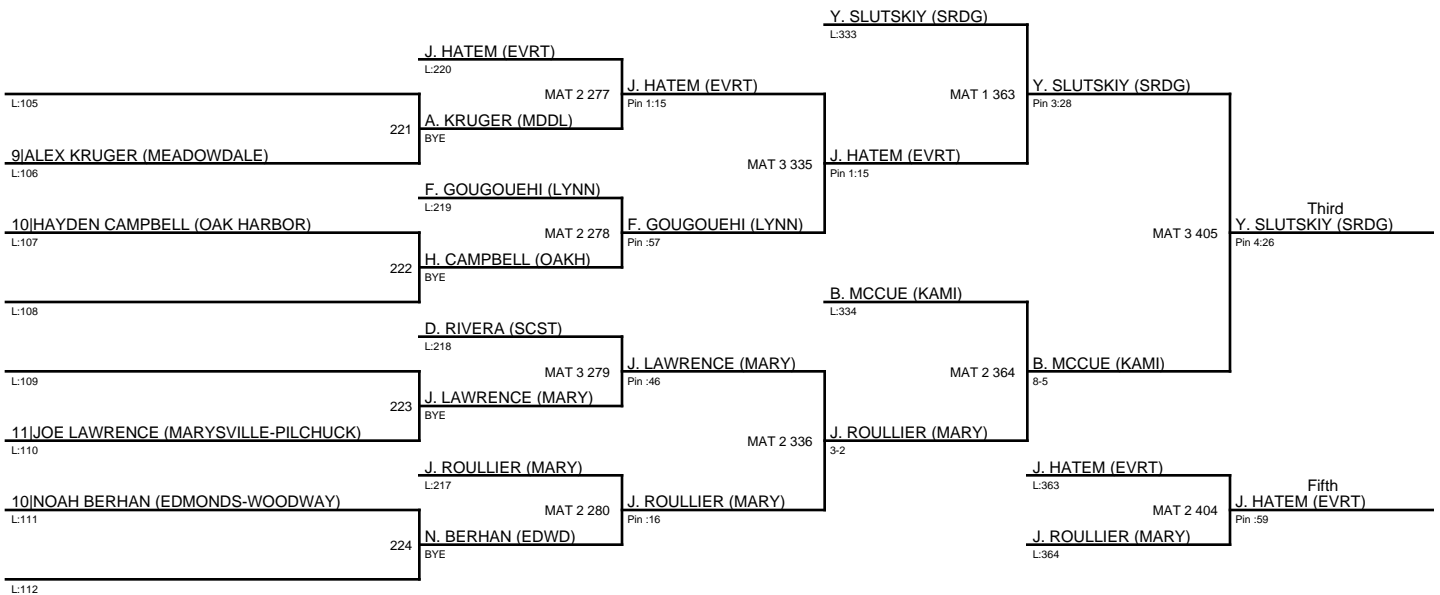 Y. SLUTSKIY (SRDG)
L:333
J. HATEM (EVRT)
L:220
MAT 2 277
J. HATEM (EVRT)
Pin 1:15
MAT 1 363
Y. SLUTSKIY (SRDG)
Pin 3:28
L:105
221
A. KRUGER (MDDL)
BYE
9|ALEX KRUGER (MEADOWDALE)
L:106
MAT 3 335
J. HATEM (EVRT)
Pin 1:15
F. GOUGOUEHI (LYNN)
L:219
10|HAYDEN CAMPBELL (OAK HARBOR)
L:107
MAT 2 278
F. GOUGOUEHI (LYNN)
Pin :57
MAT 3 405
Third
Y. SLUTSKIY (SRDG)
Pin 4:26
222
H. CAMPBELL (OAKH)
BYE
L:108
B. MCCUE (KAMI)
L:334
D. RIVERA (SCST)
L:218
L:109
MAT 3 279
J. LAWRENCE (MARY)
Pin :46
MAT 2 364
B. MCCUE (KAMI)
8-5
223
J. LAWRENCE (MARY)
BYE
11|JOE LAWRENCE (MARYSVILLE-PILCHUCK)
L:110
MAT 2 336
J. ROULLIER (MARY)
3-2
J. ROULLIER (MARY)
L:217
J. HATEM (EVRT)
L:363
10|NOAH BERHAN (EDMONDS-WOODWAY)
L:111
MAT 2 280
J. ROULLIER (MARY)
Pin :16
MAT 2 404
Fifth
J. HATEM (EVRT)
Pin :59
224
N. BERHAN (EDWD)
BYE
J. ROULLIER (MARY)
L:364
L:112